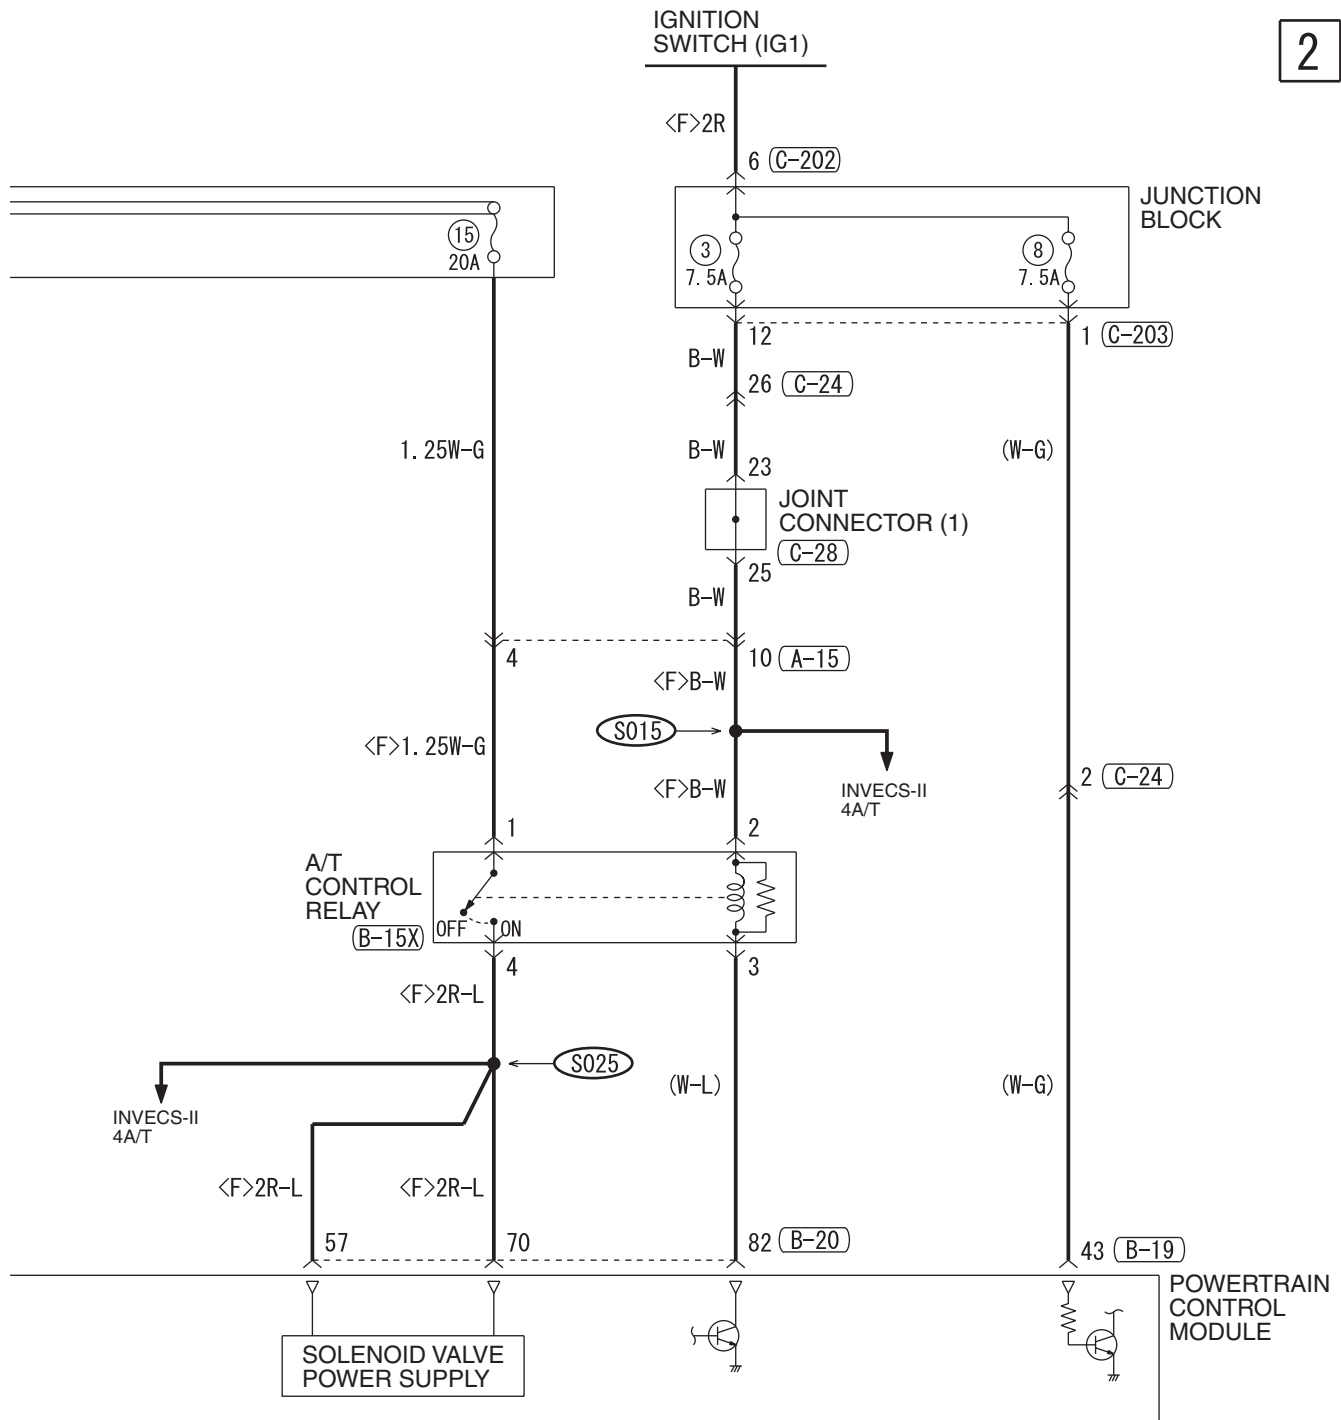 IGNITION
SWITCH (IG1)
2
<F>2R
6 C-202
JUNCTION
BLOCK
15
20A
3
7.5A
8
7.5A
12
1 C-203
B-W
26 C-24
1.25W-G
B-W
(W-G)
23
JOINT
CONNECTOR (1)
C-28
25
B-W
4
10 A-15
<F>B-W
S015
<F>1.25W-G
<F>B-W
INVECS-II
4A/T
2 C-24
1
2
A/T
CONTROL
RELAY
B-15X
OFF
ON
4
3
<F>2R-L
S025
(W-L)
(W-G)
INVECS-II
4A/T
<F>2R-L
<F>2R-L
57
70
82 B-20
43 B-19
POWERTRAIN
CONTROL
MODULE
SOLENOID VALVE
POWER SUPPLY